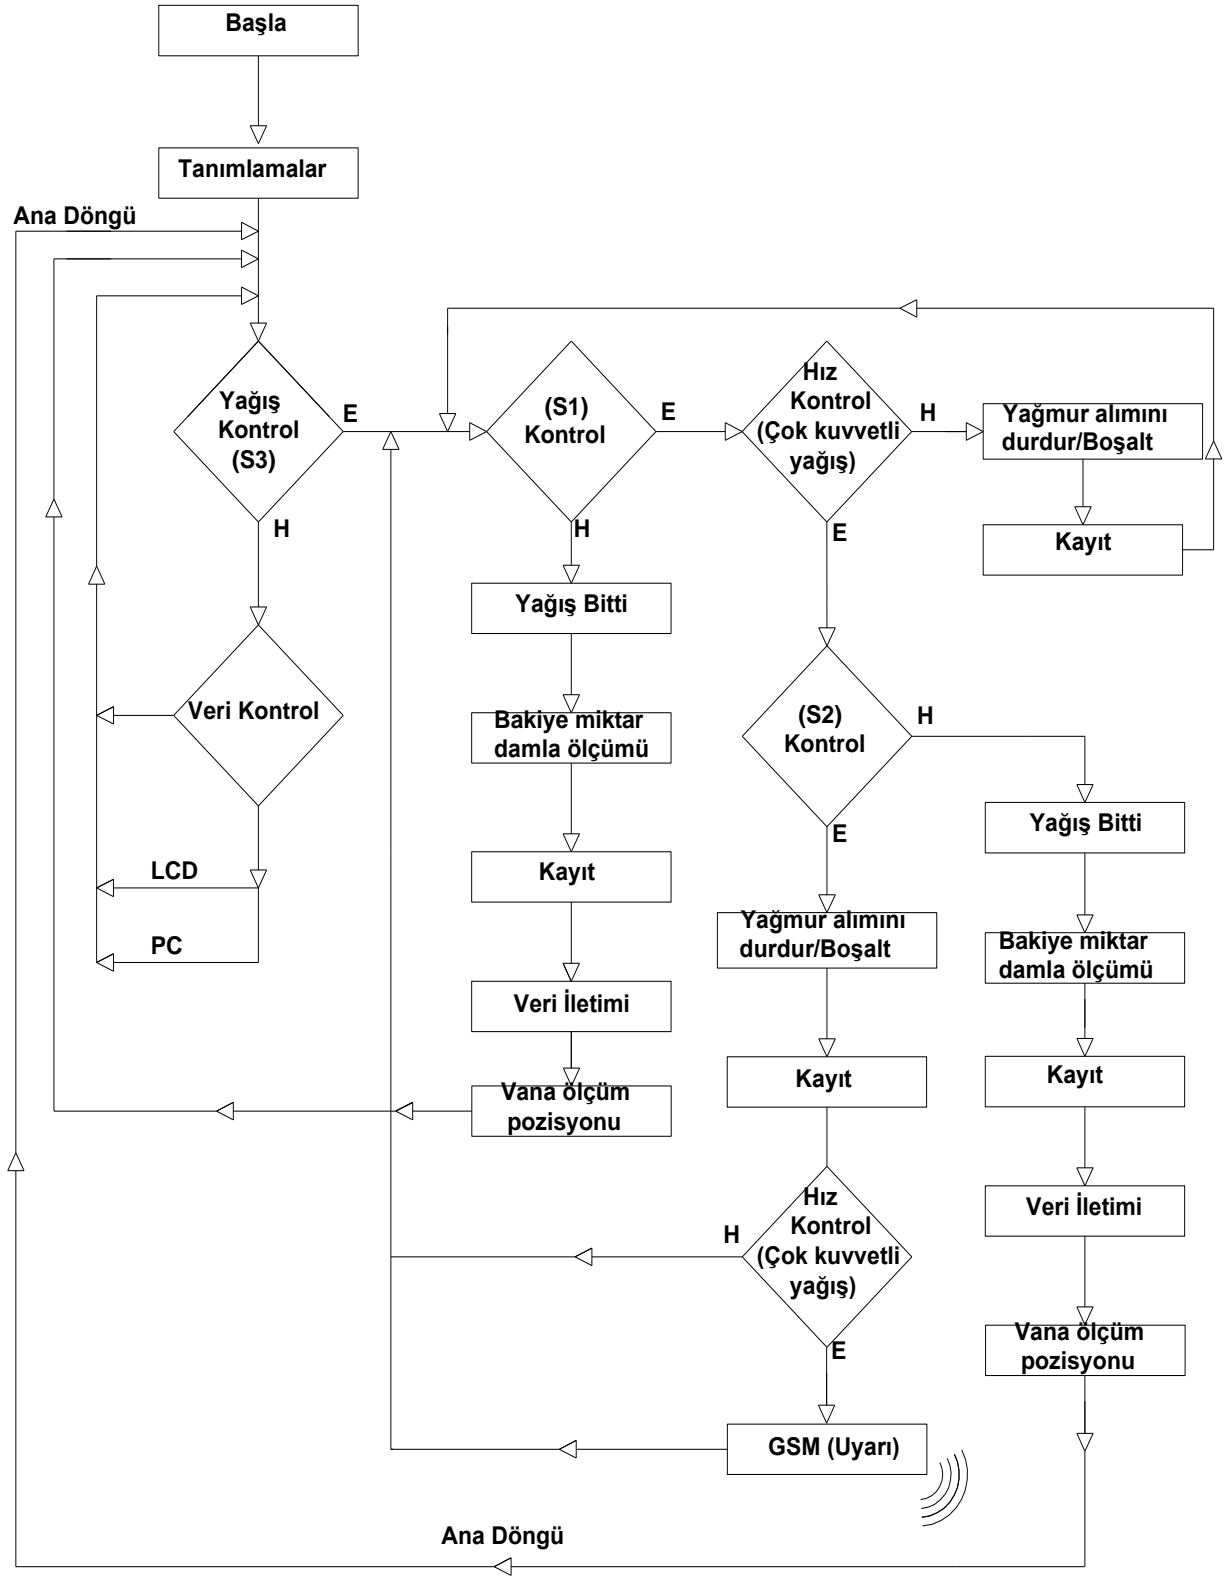 Başla
Tanımlamalar
Ana Döngü
Yağış
Kontrol
(S3)
E
H
(S1)
Kontrol
E
H
Hız
Kontrol
(Çok kuvvetli
yağış)
H
E
Yağmur alımını
durdur/Boşalt
Kayıt
Veri Kontrol
LCD
PC
Yağış Bitti
Bakiye miktar
damla ölçümü
Kayıt
Veri İletimi
Vana ölçüm
pozisyonu
(S2)
Kontrol
H
E
Yağmur alımını
durdur/Boşalt
Kayıt
Hız
Kontrol
(Çok kuvvetli
yağış)
H
E
GSM (Uyarı)
Yağış Bitti
Bakiye miktar
damla ölçümü
Kayıt
Veri İletimi
Vana ölçüm
pozisyonu
Ana Döngü